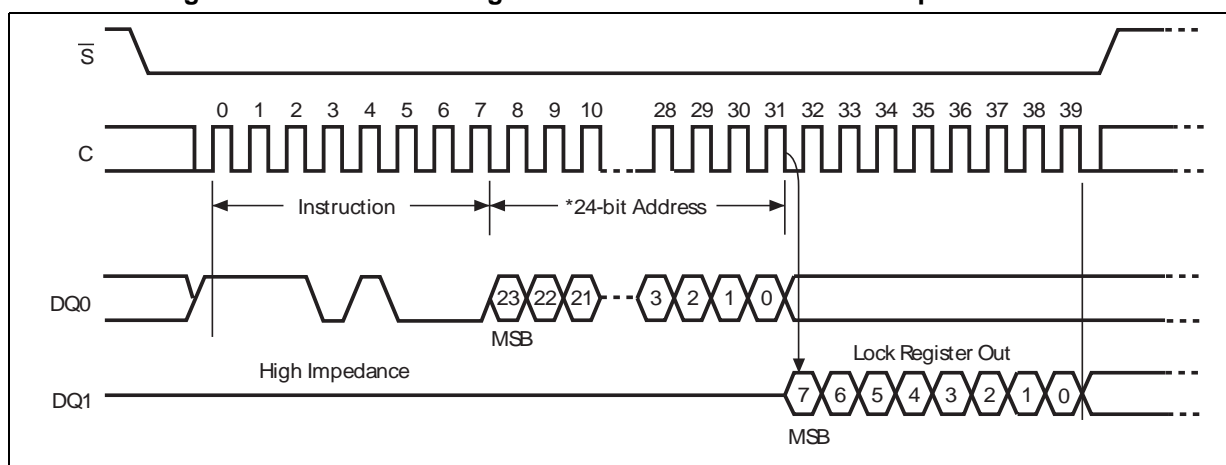 S
0 1 2 3 4 5 6 7 8 9 10 28 29 30 31 32 33 34 35 36 37 38 39
C
Instruction *24-bit Address
DQ0
23 22 21 3 2 1 0
MSB
High Impedance Lock Register Out
DQ1
7 6 5 4 3 2 1 0
MSB